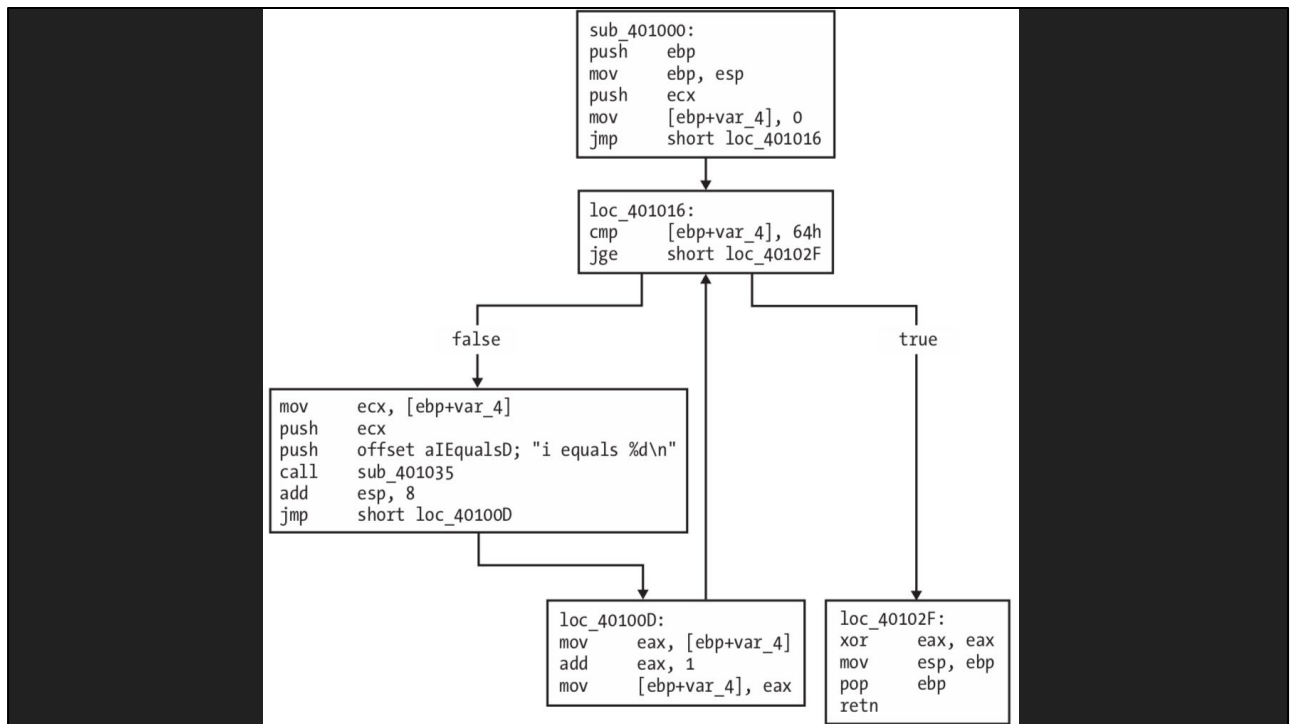 sub_401000:
push ebp
mov ebp, esp
push ecx
mov [ebp+var_4], 0
jmp short loc_401016
loc_401016:
cmp [ebp+var_4], 64h
jge short loc_40102F
false
true
mov ecx, [ebp+var_4]
push ecx
push offset aIEqualsD; "i equals %d\n"
call sub_401035
add esp, 8
jmp short loc_40100D
loc_40100D:
mov eax, [ebp+var_4]
add eax, 1
mov [ebp+var_4], eax
loc_40102F:
xor eax, eax
mov esp, ebp
pop ebp
retn